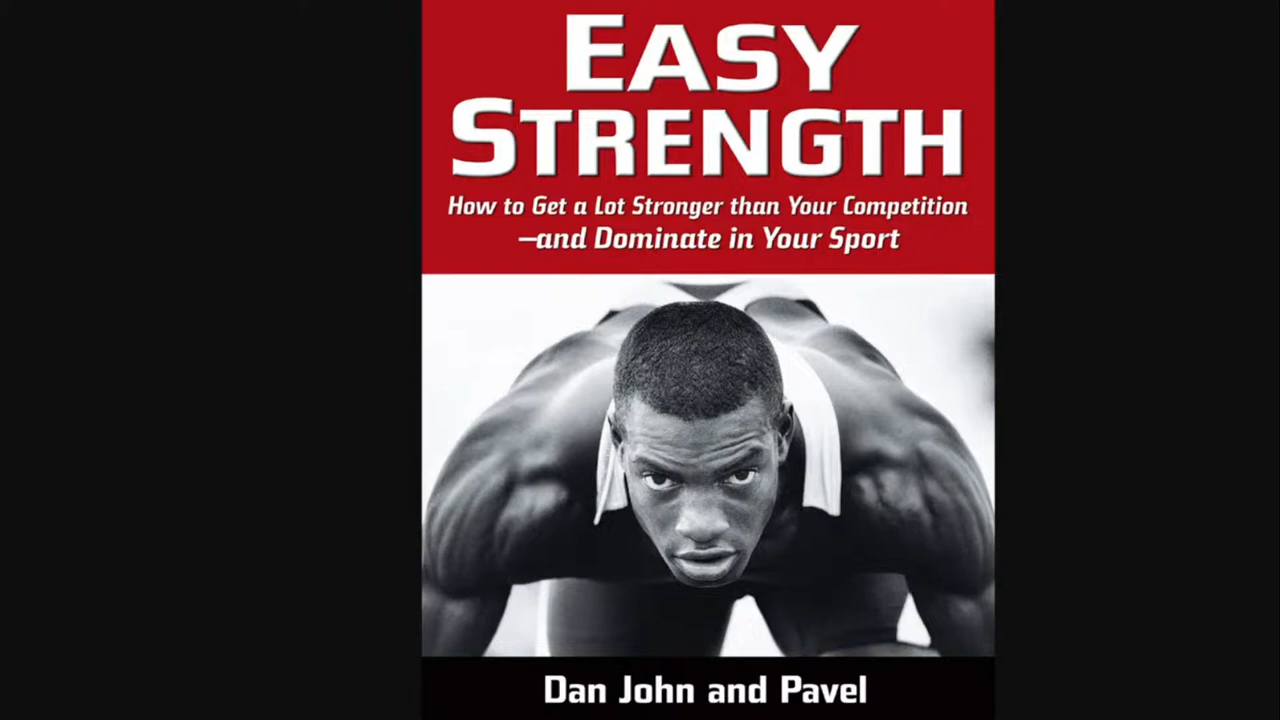 EASY
STRENGTH
How to Get a Lot Stronger than Your Competition
—and Dominate in Your Sport
Dan John and Pavel